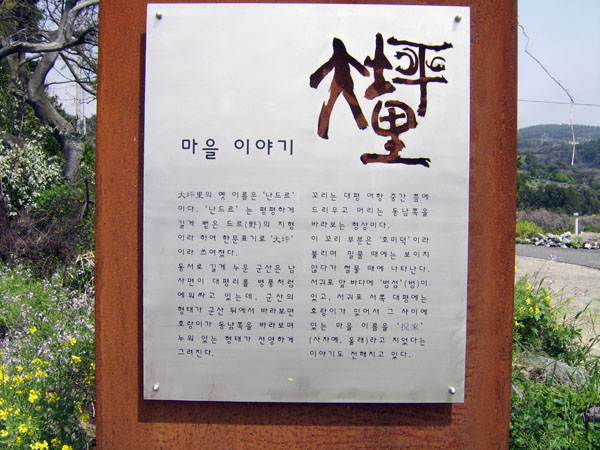 大坪里
마을 이야기
大坪里의 옛 이름은 '난드르'
이다. '난드르' 는 평평하게
길게 뻗은 드르(野)의 지형
이라 하여 한문표기로 '大坪'
이라 쓰여졌다.
동서로 길게 누운 군산은 남
사면이 대평리를 병풍처럼
에워싸고 있는데, 군산의
형태가 군산 뒤에서 바라보면
호랑이가 동남쪽을 바라보며
누워 있는 형태가 선명하게
그려진다.
꼬리는 대평 어항 중간 쯤에
드리우고 머리는 동남쪽을
바라보는 형상이다.
이 꼬리 부분은 '호미덕'이라
불리며 밀물 때에는 보이지
않다가 썰물 때에 나타난다.
서귀포 앞 바다에 '범섬'(범)이
있고, 서귀포 서쪽 대평에는
호랑이가 있어서 그 사이에
있는 마을 이름을 '猊來'
(사자예, 올래)라고 지었다는
이야기도 전해지고 있다.